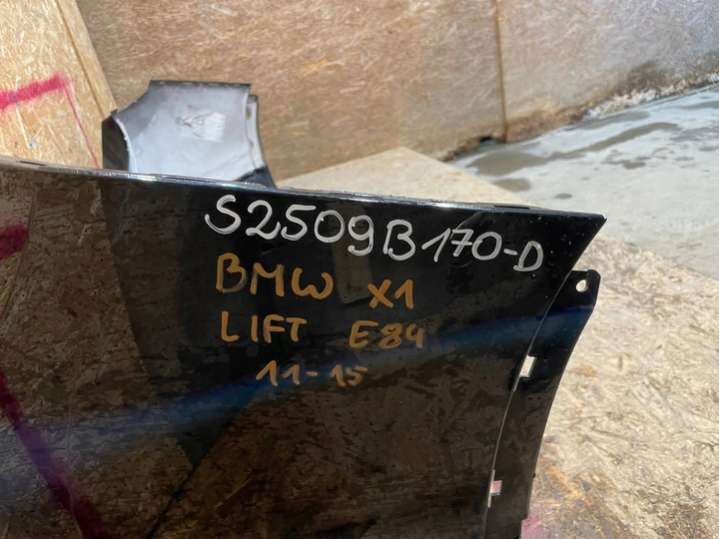 S2509B170-D
BMW X1
LIFT E84
11-15